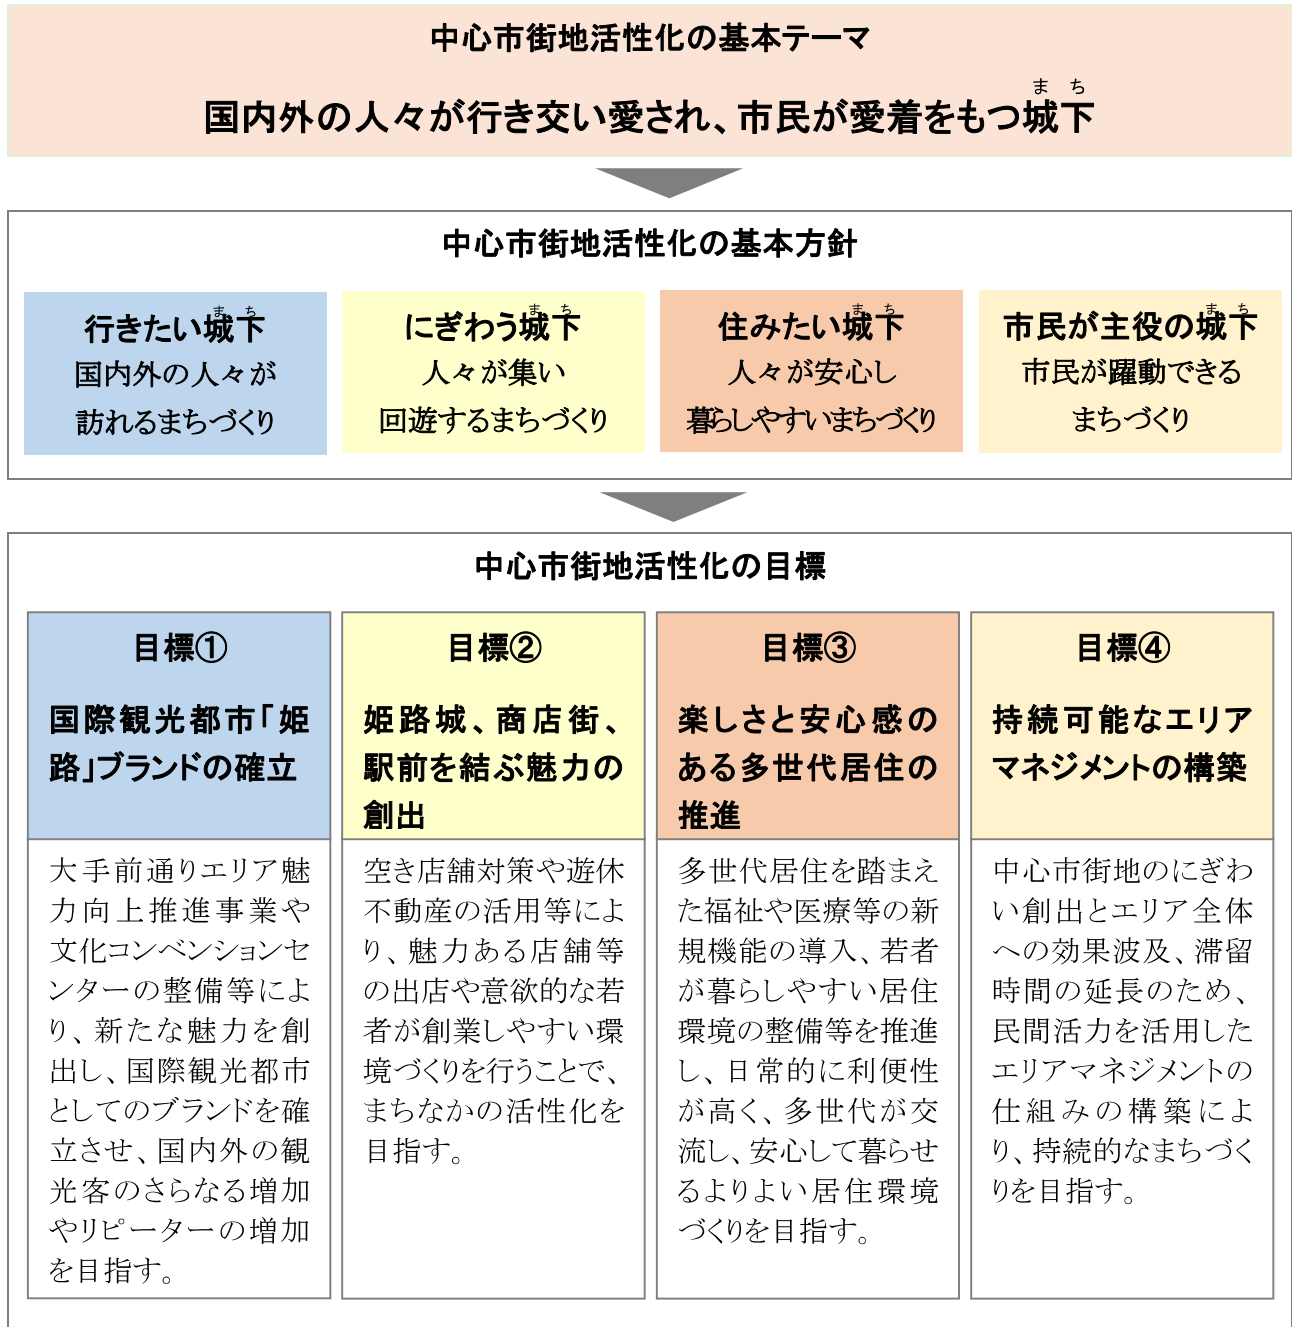 中心市街地活性化の基本テーマ
まち
国内外の人々が行き交い愛され、市民が愛着をもつ城下
中心市街地活性化の基本方針
まち
行きたい城下
国内外の人々が
訪れるまちづくり
まち
にぎわう城下
人々が集い
回遊するまちづくり
まち
住みたい城下
人々が安心し
暮らしやすいまちづくり
まち
市民が主役の城下
市民が躍動できる
まちづくり
中心市街地活性化の目標
目標①
国際観光都市「姫
路」ブランドの確立
大手前通りエリア魅
力向上推進事業や
文化コンベンションセ
ンターの整備等によ
り、新たな魅力を創
出し、国際観光都市
としてのブランドを確
立させ、国内外の観
光客のさらなる増加
やリピーターの増加
を目指す。
目標②
姫路城、商店街、
駅前を結ぶ魅力の
創出
空き店舗対策や遊休
不動産の活用等によ
り、魅力ある店舗等
の出店や意欲的な若
者が創業しやすい環
境づくりを行うことで、
まちなかの活性化を
目指す。
目標③
楽しさと安心感の
ある多世代居住の
推進
多世代居住を踏まえ
た福祉や医療等の新
規機能の導入、若者
が暮らしやすい居住
環境の整備等を推進
し、日常的に利便性
が高く、多世代が交
流し、安心して暮らせ
るよりよい居住環境
づくりを目指す。
目標④
持続可能なエリア
マネジメントの構築
中心市街地のにぎわ
い創出とエリア全体
への効果波及、滞留
時間の延長のため、
民間活力を活用した
エリアマネジメントの
仕組みの構築によ
り、持続的なまちづく
りを目指す。